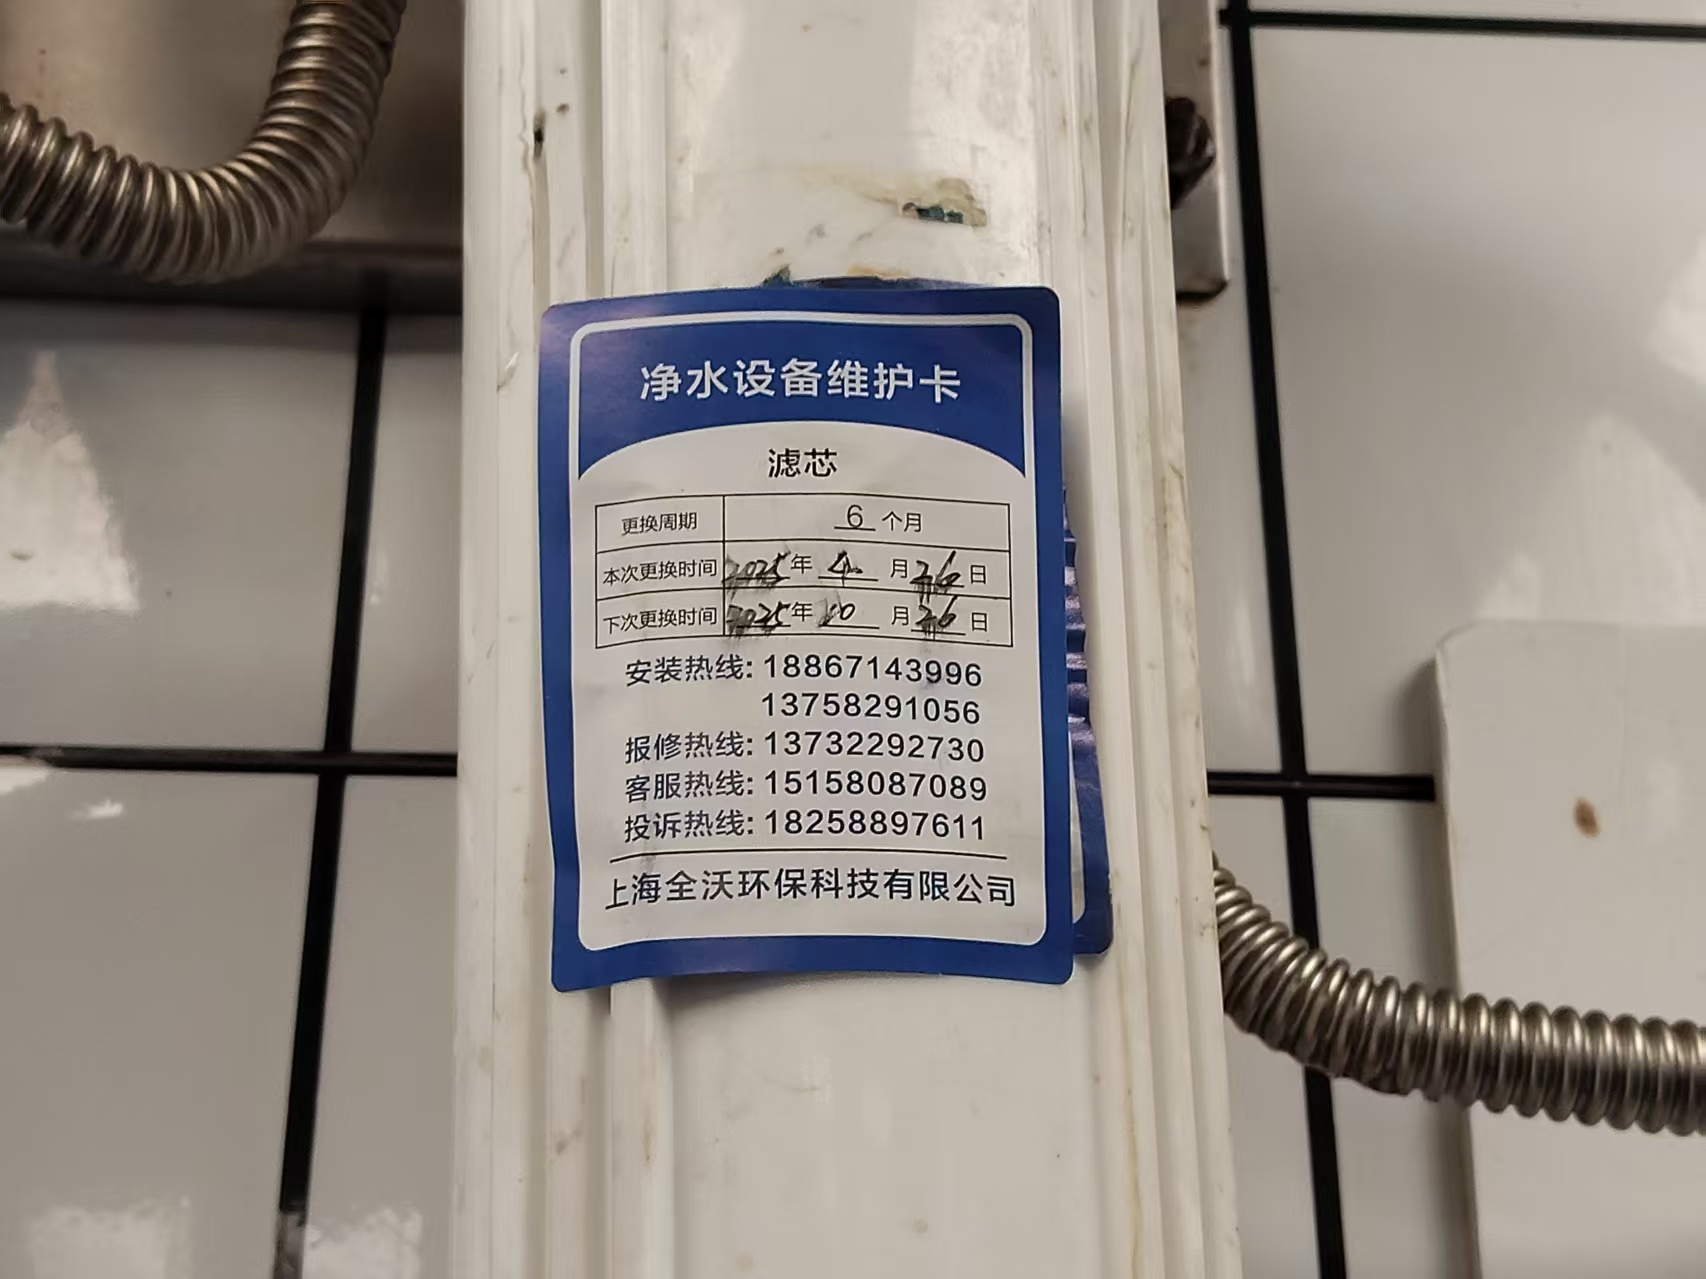 净水设备维护卡
滤芯
更换周期 6 个月
本次更换时间 2025年 4 月 26 日
下次更换时间 2025年 10 月 26 日
安装热线: 18867143996
13758291056
报修热线: 13732292730
客服热线: 15158087089
投诉热线: 18258897611
上海全沃环保科技有限公司